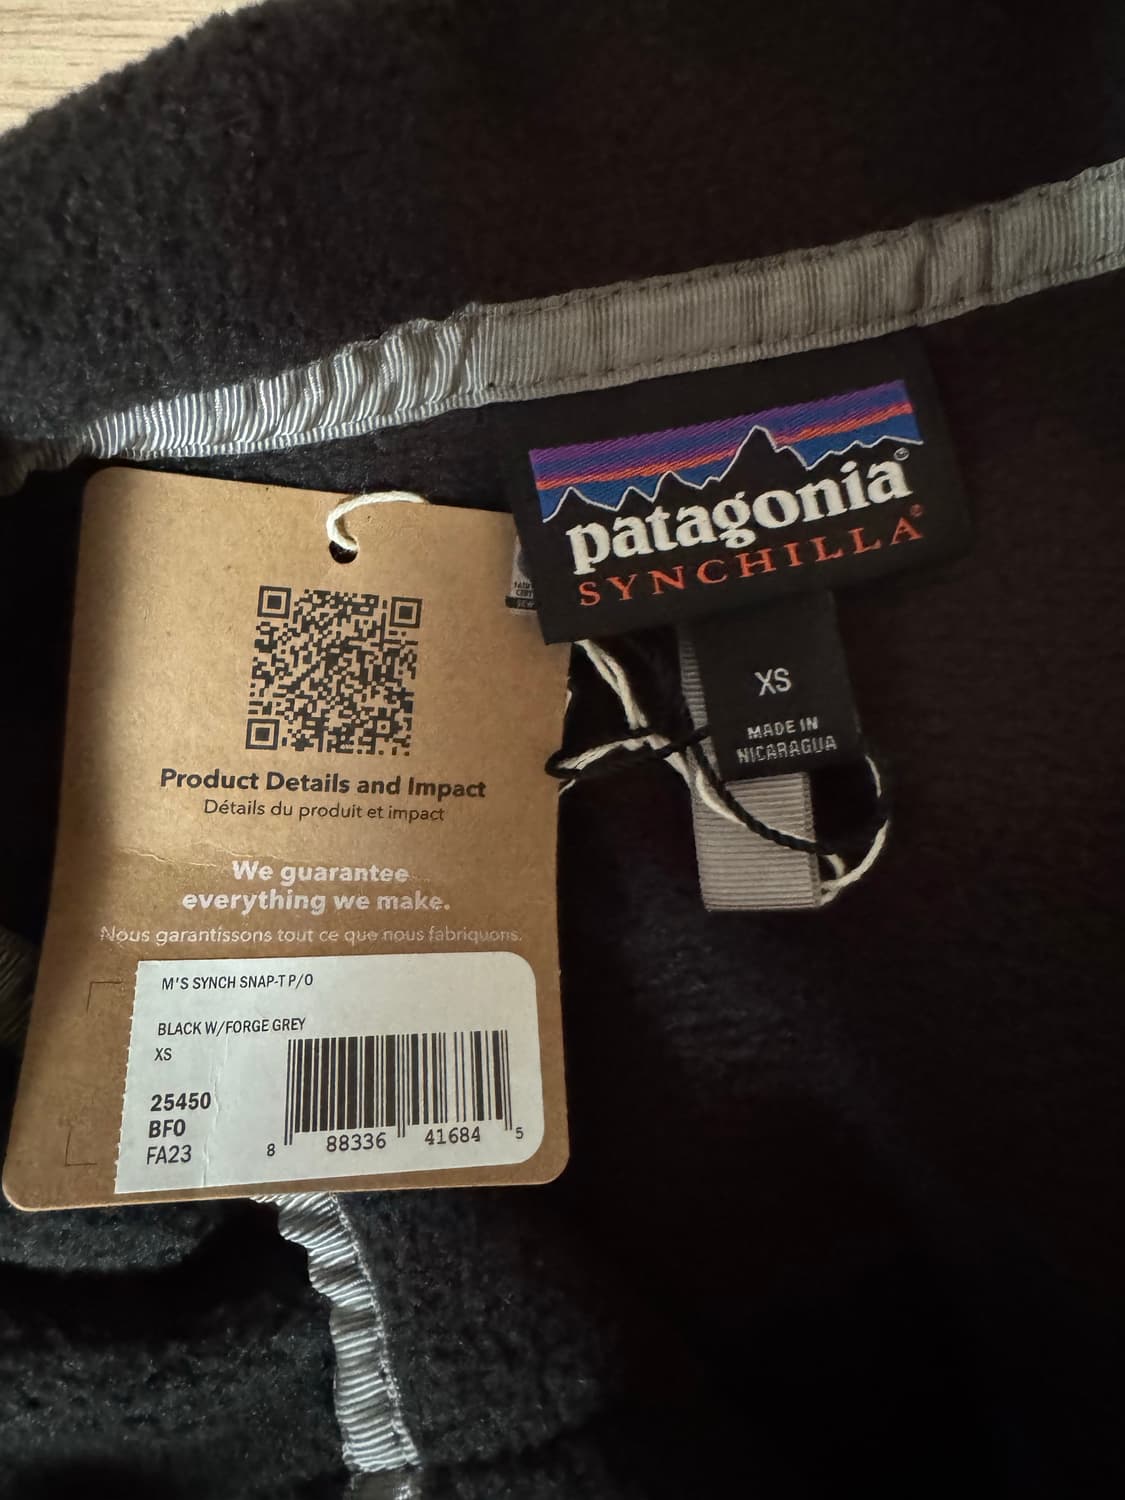 patagonia®
SYNCHILLA®
XS
MADE IN
NICARAGUA
Product Details and Impact
Détails du produit et impact
We guarantee
everything we make.
Nous garantissons tout ce que nous fabriquons.
M'S SYNCH SNAP-T P/O
BLACK W/FORGE GREY
XS
25450
BFO
FA23
8 88336 41684 5